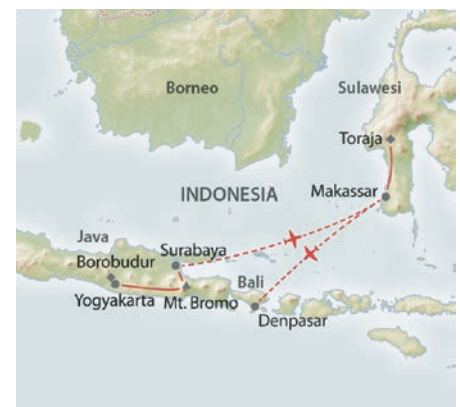 Borneo
Sulawesi
Toraja
INDONESIA
Makassar
Java
Surabaya
Borobudur
Bali
Yogyakarta
Mt. Bromo
Denpasar